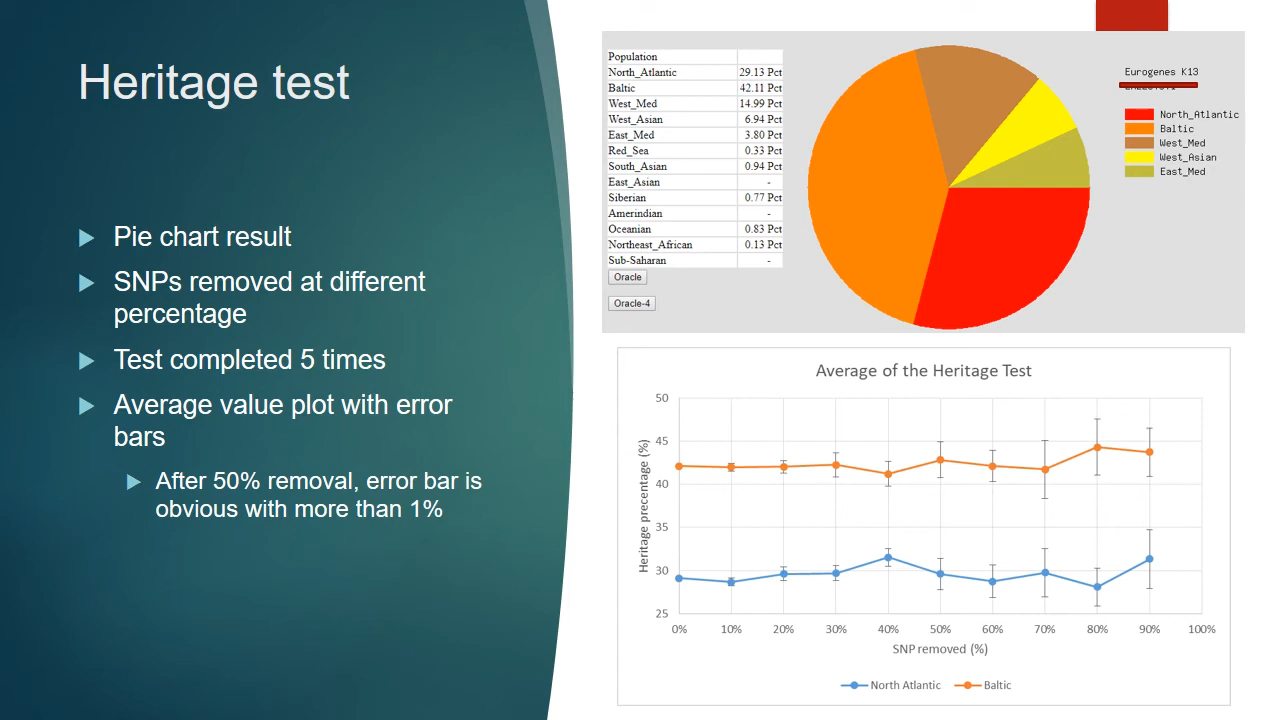 Heritage test
Pie chart result
SNPs removed at different
percentage
Test completed 5 times
Average value plot with error
bars
After 50% removal, error bar is
obvious with more than 1%
Population
North_Atlantic 29.13 Pct
Baltic 42.11 Pct
West_Med 14.99 Pct
West_Asian 6.94 Pct
East_Med 3.80 Pct
Red_Sea 0.33 Pct
South_Asian 0.94 Pct
East_Asian -
Siberian 0.77 Pct
Amerindian -
Oceanian 0.83 Pct
Northeast_African 0.13 Pct
Sub-Saharan -
Oracle
Oracle-4
Eurogenes K13
North_Atlantic
Baltic
West_Med
West_Asian
East_Med
Average of the Heritage Test
Heritage precentage (%)
50
45
40
35
30
25
0% 10% 20% 30% 40% 50% 60% 70% 80% 90% 100%
SNP removed (%)
North Atlantic Baltic